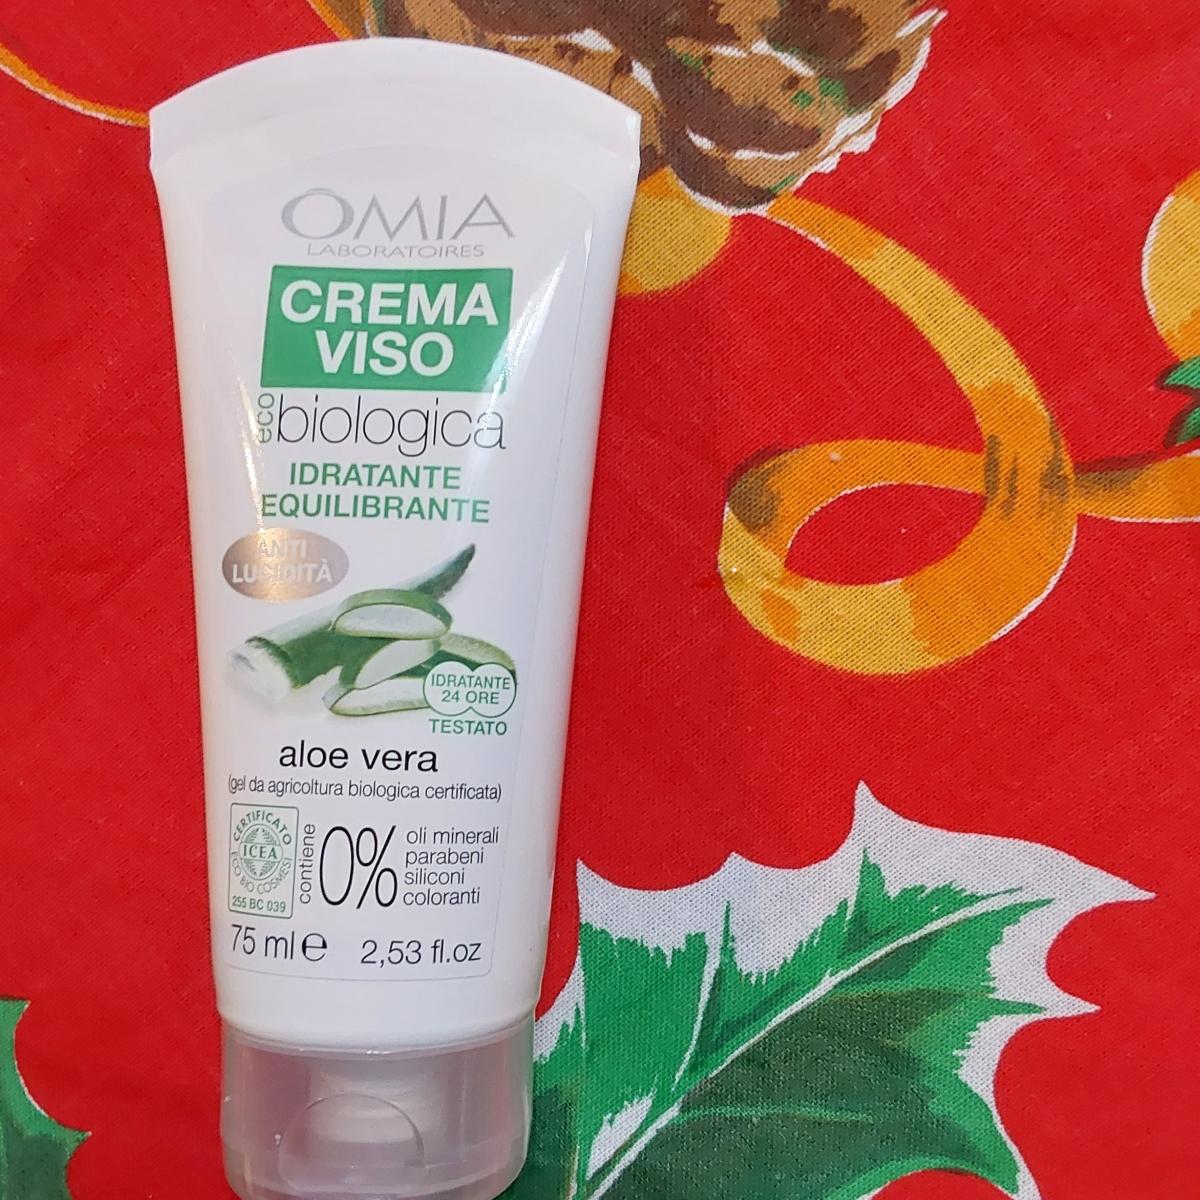 ŌMIA
LABORATOIRES
CREMA
VISO
eco biologica
IDRATANTE
EQUILIBRANTE
ANTI
LUCIDITÀ
IDRATANTE
24 ORE
TESTATO
aloe vera
(gel da agricoltura biologica certificata)
CERTIFICATO
ICEA
ECO BIO COSMESI
255 BC 039
contiene
0%
oli minerali
parabeni
siliconi
coloranti
75 ml e 2,53 fl.oz